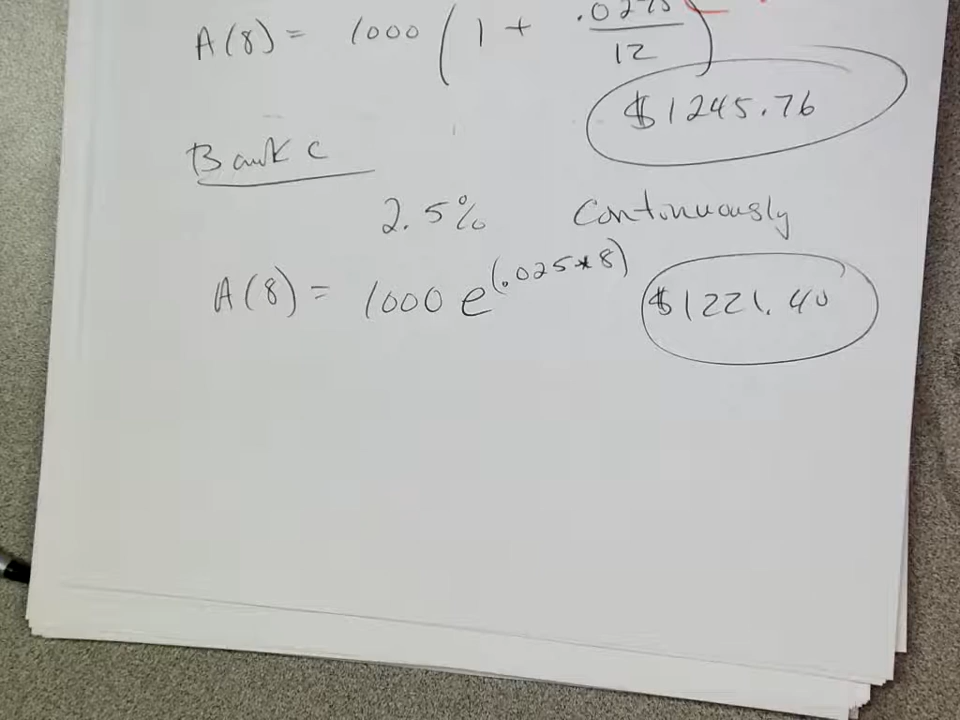 A(8) = 1000 ( 1 + .0275/12 )
$1245.76
Bank C
2.5% Continuously
A(8) = 1000 e^(.025*8) $1221.40